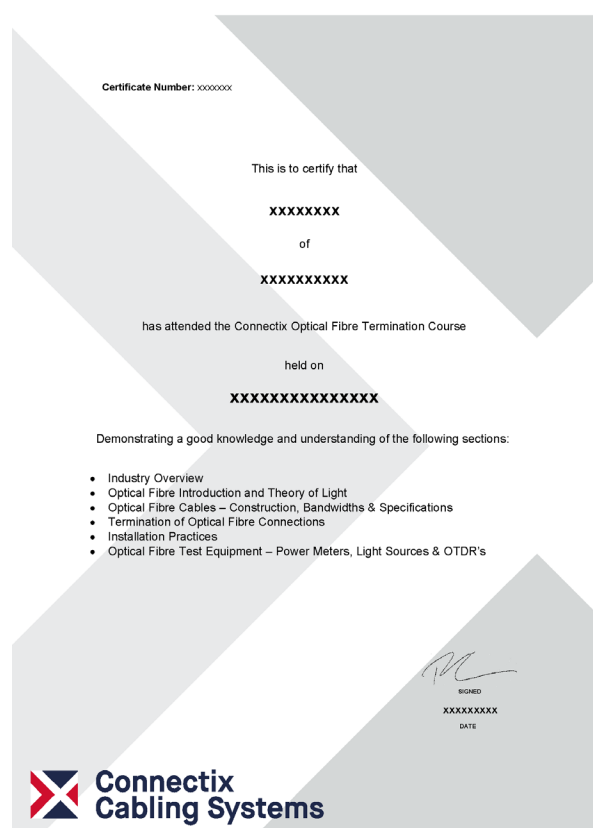 Certificate Number: xxxxxxx
This is to certify that
xxxxxxxx
of
xxxxxxxxxx
has attended the Connectix Optical Fibre Termination Course
held on
xxxxxxxxxxxxxxx
Demonstrating a good knowledge and understanding of the following sections:
• Industry Overview
• Optical Fibre Introduction and Theory of Light
• Optical Fibre Cables – Construction, Bandwidths & Specifications
• Termination of Optical Fibre Connections
• Installation Practices
• Optical Fibre Test Equipment – Power Meters, Light Sources & OTDR’s
SIGNED
xxxxxxxxx
DATE
Connectix
Cabling Systems